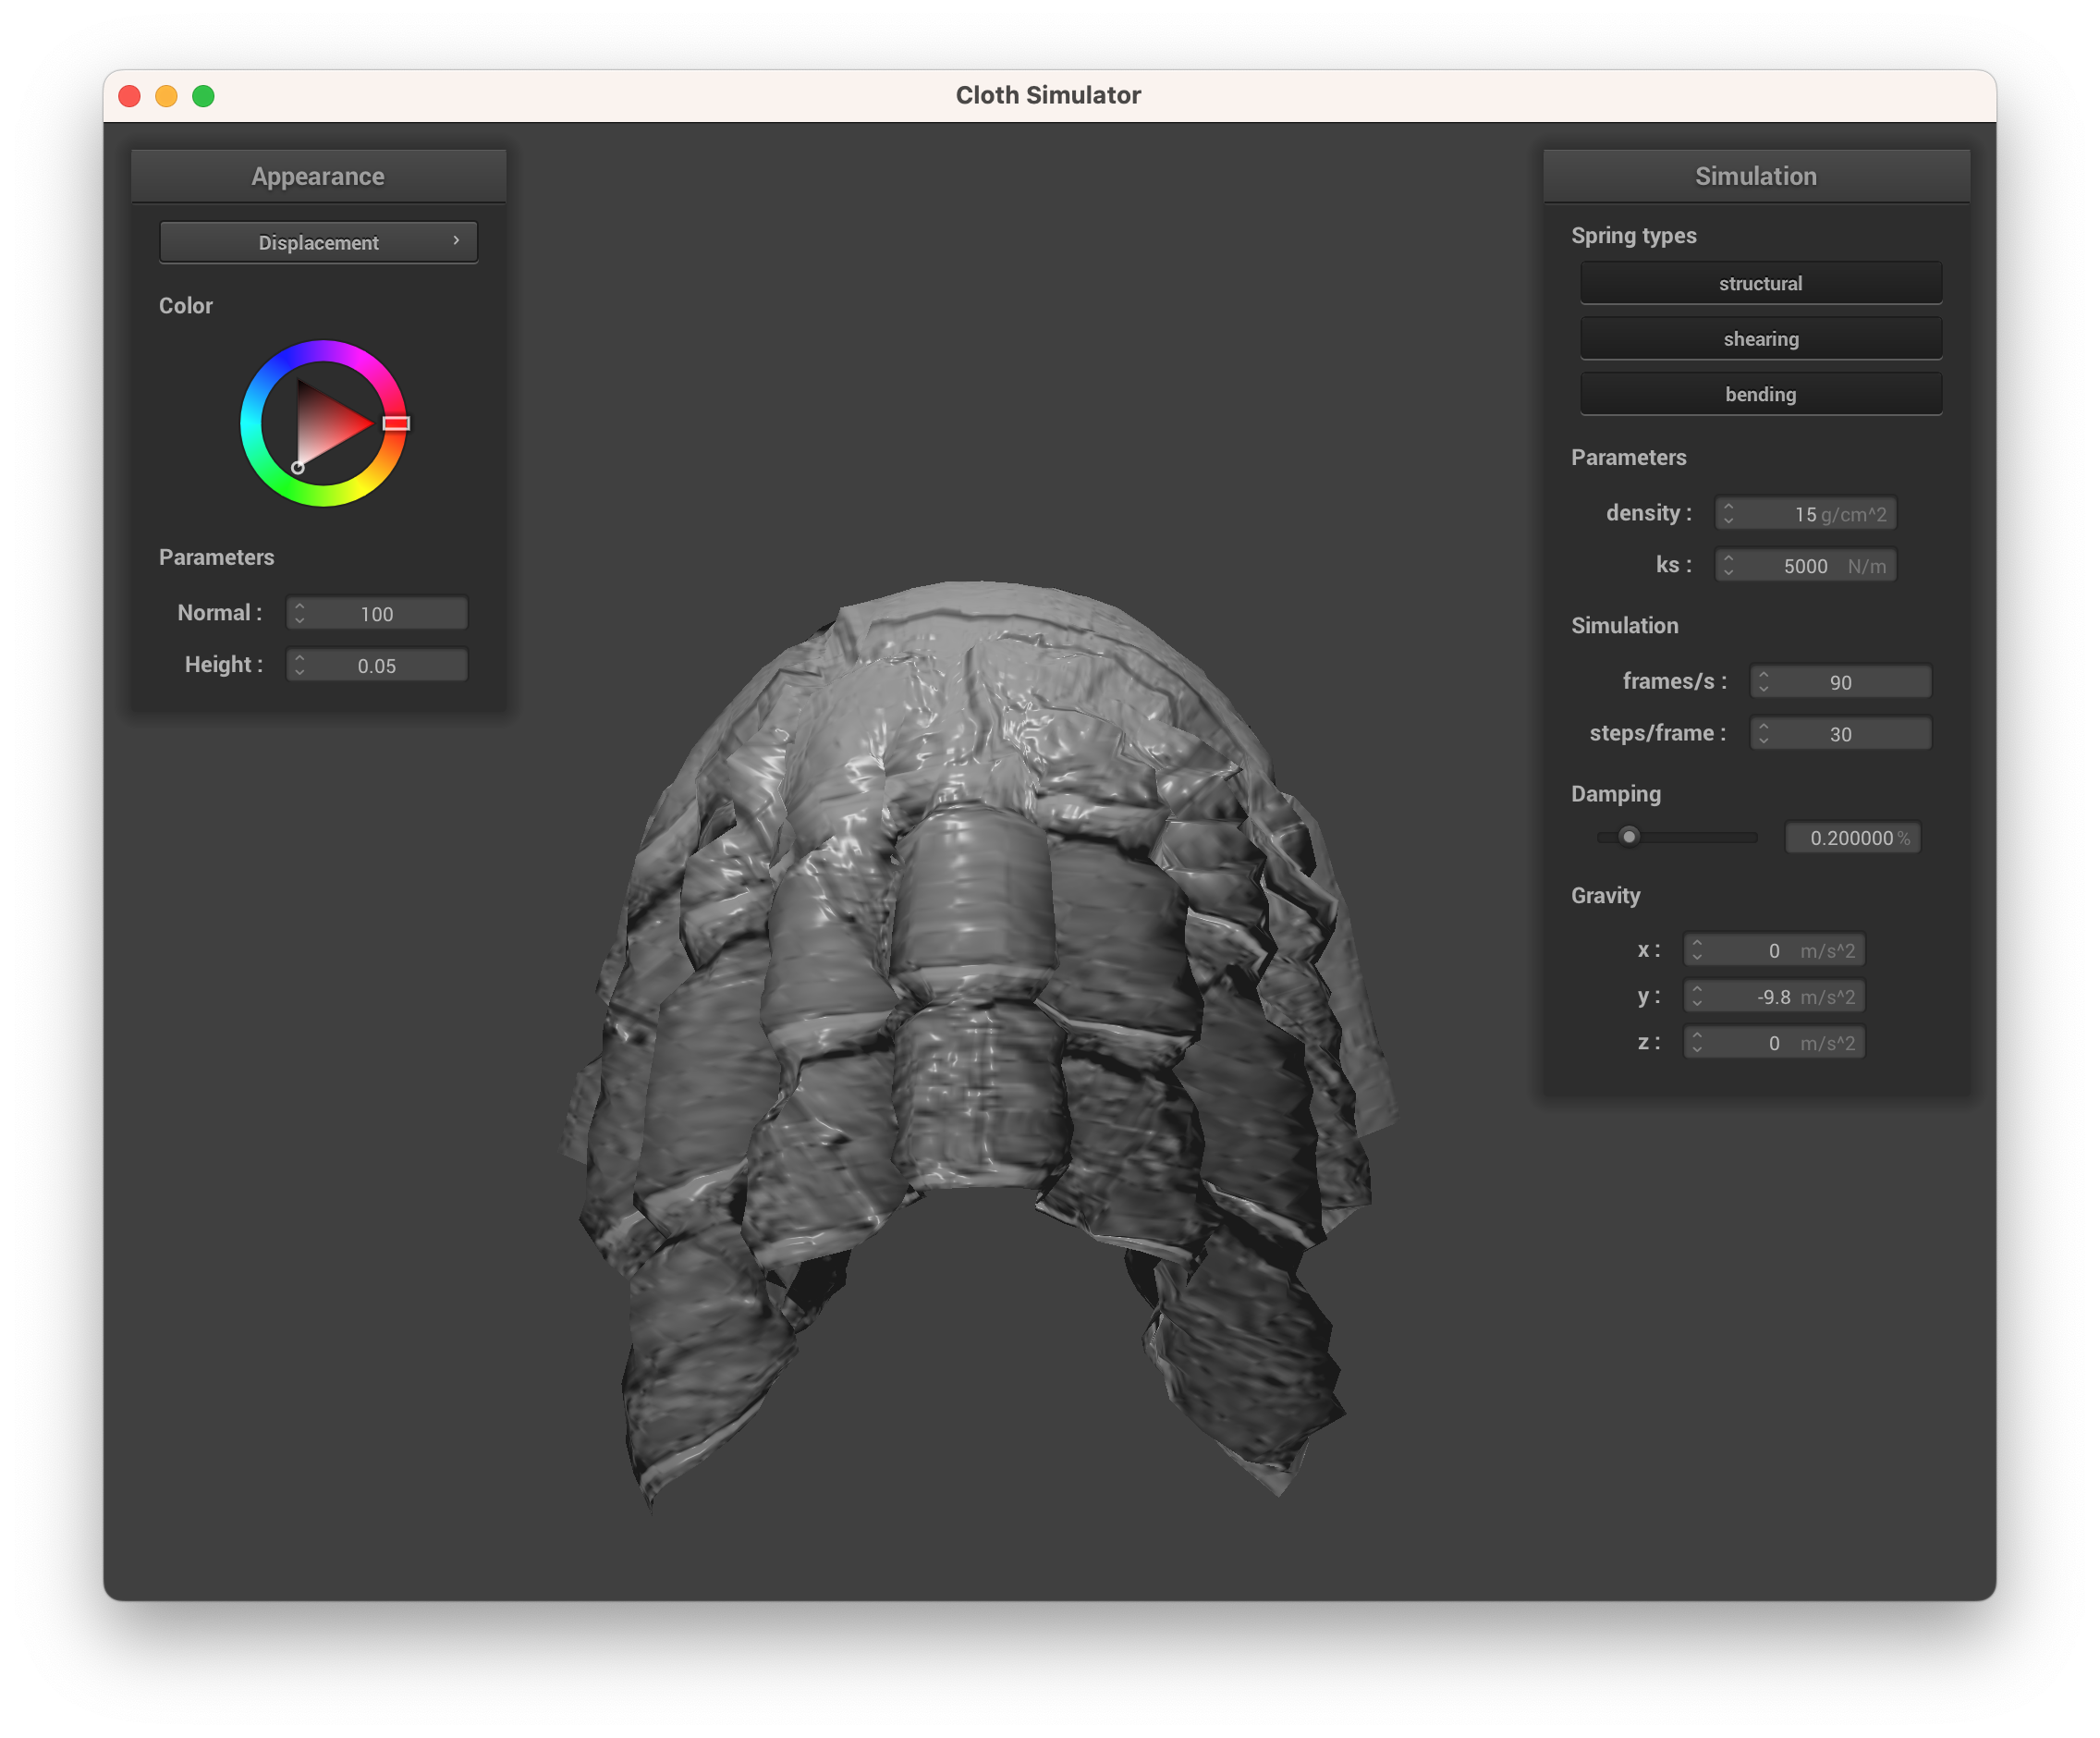 Cloth Simulator
Appearance
Displacement
Color
Parameters
Normal : 100
Height : 0.05
Simulation
Spring types
structural
shearing
bending
Parameters
density : 15 g/cm^2
ks : 5000 N/m
Simulation
frames/s : 90
steps/frame : 30
Damping
0.200000 %
Gravity
x : 0 m/s^2
y : -9.8 m/s^2
z : 0 m/s^2